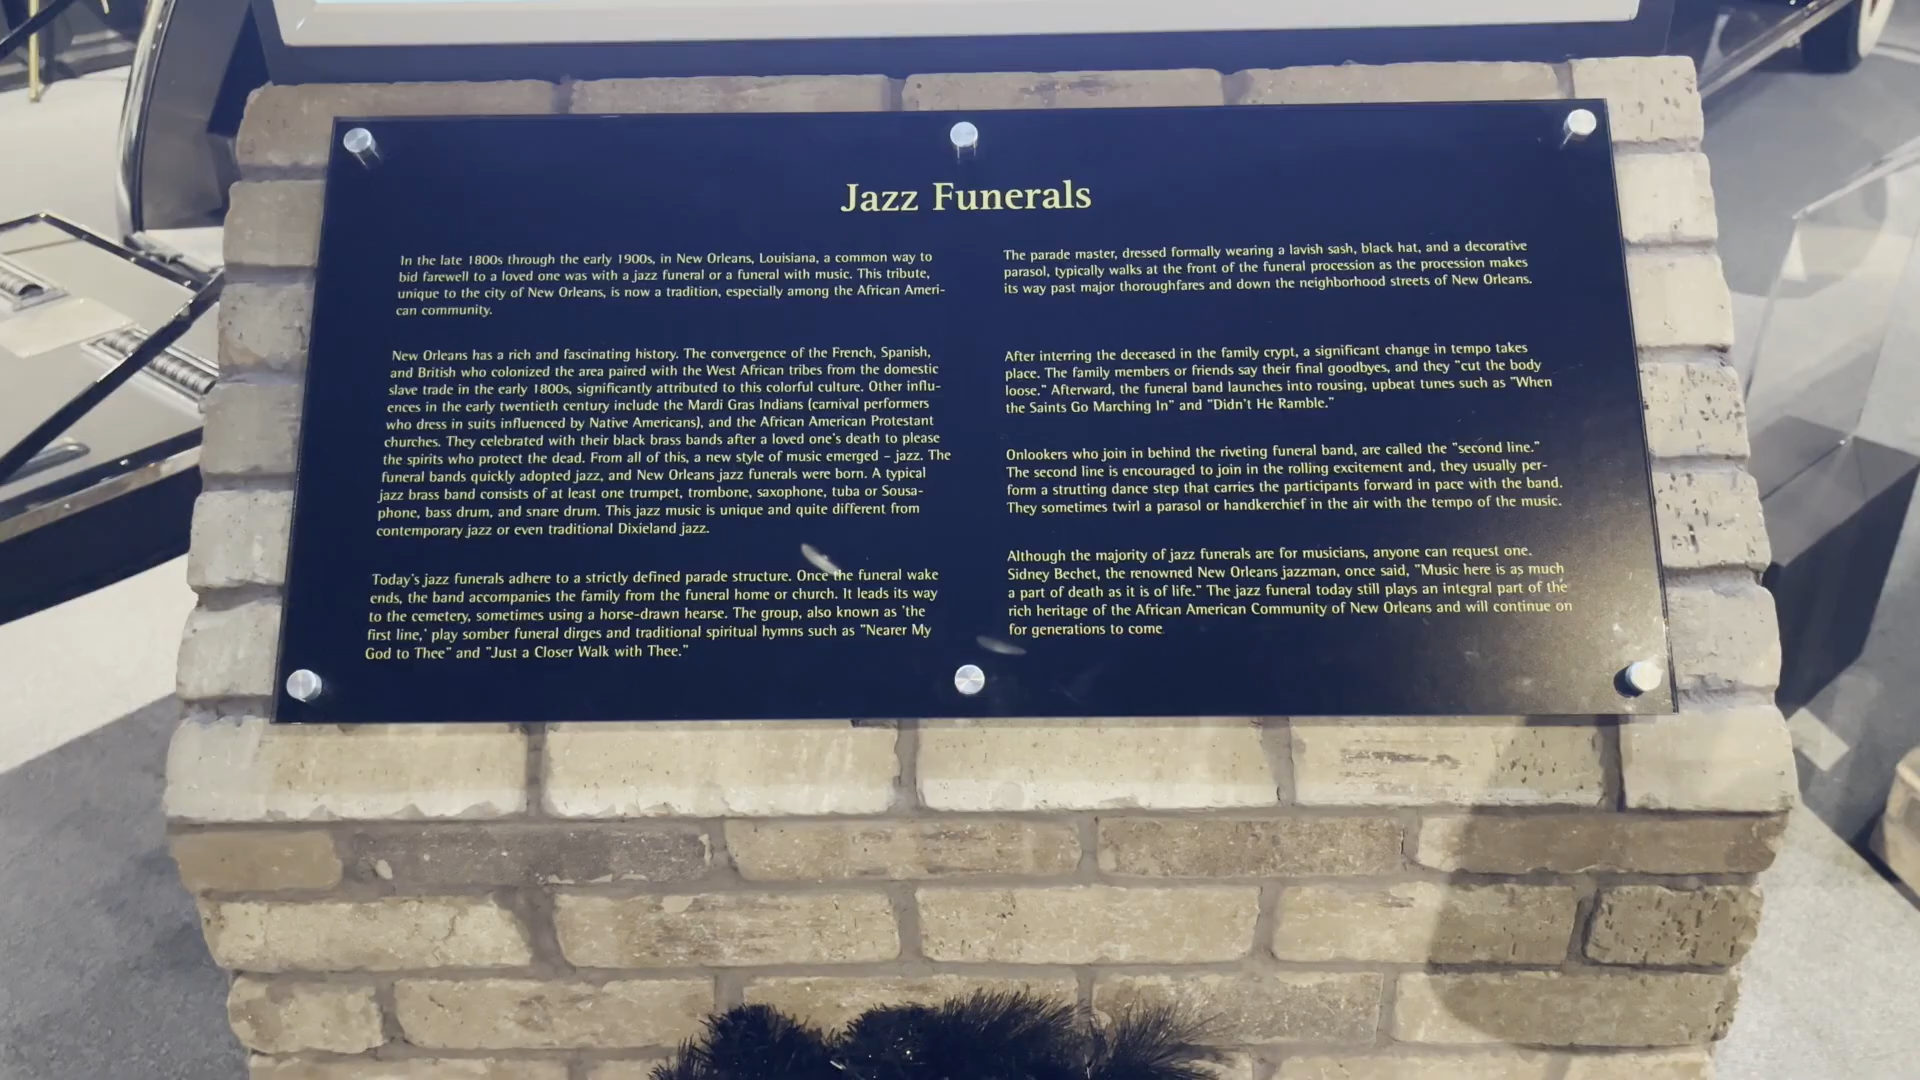 Jazz Funerals
In the late 1800s through the early 1900s, in New Orleans, Louisiana, a common way to
bid farewell to a loved one was with a jazz funeral or a funeral with music. This tribute,
unique to the city of New Orleans, is now a tradition, especially among the African Ameri-
can community.
New Orleans has a rich and fascinating history. The convergence of the French, Spanish,
and British who colonized the area paired with the West African tribes from the domestic
slave trade in the early 1800s, significantly attributed to this colorful culture. Other influ-
ences in the early twentieth century include the Mardi Gras Indians (carnival performers
who dress in suits influenced by Native Americans), and the African American Protestant
churches. They celebrated with their black brass bands after a loved one's death to please
the spirits who protect the dead. From all of this, a new style of music emerged – jazz. The
funeral bands quickly adopted jazz, and New Orleans jazz funerals were born. A typical
jazz brass band consists of at least one trumpet, trombone, saxophone, tuba or Sousa-
phone, bass drum, and snare drum. This jazz music is unique and quite different from
contemporary jazz or even traditional Dixieland jazz.
Today's jazz funerals adhere to a strictly defined parade structure. Once the funeral wake
ends, the band accompanies the family from the funeral home or church. It leads its way
to the cemetery, sometimes using a horse-drawn hearse. The group, also known as 'the
first line,' play somber funeral dirges and traditional spiritual hymns such as "Nearer My
God to Thee" and "Just a Closer Walk with Thee."
The parade master, dressed formally wearing a lavish sash, black hat, and a decorative
parasol, typically walks at the front of the funeral procession as the procession makes
its way past major thoroughfares and down the neighborhood streets of New Orleans.
After interring the deceased in the family crypt, a significant change in tempo takes
place. The family members or friends say their final goodbyes, and they "cut the body
loose." Afterward, the funeral band launches into rousing, upbeat tunes such as "When
the Saints Go Marching In" and "Didn't He Ramble."
Onlookers who join in behind the riveting funeral band, are called the "second line."
The second line is encouraged to join in the rolling excitement and, they usually per-
form a strutting dance step that carries the participants forward in pace with the band.
They sometimes twirl a parasol or handkerchief in the air with the tempo of the music.
Although the majority of jazz funerals are for musicians, anyone can request one.
Sidney Bechet, the renowned New Orleans jazzman, once said, "Music here is as much
a part of death as it is of life." The jazz funeral today still plays an integral part of the
rich heritage of the African American Community of New Orleans and will continue on
for generations to come